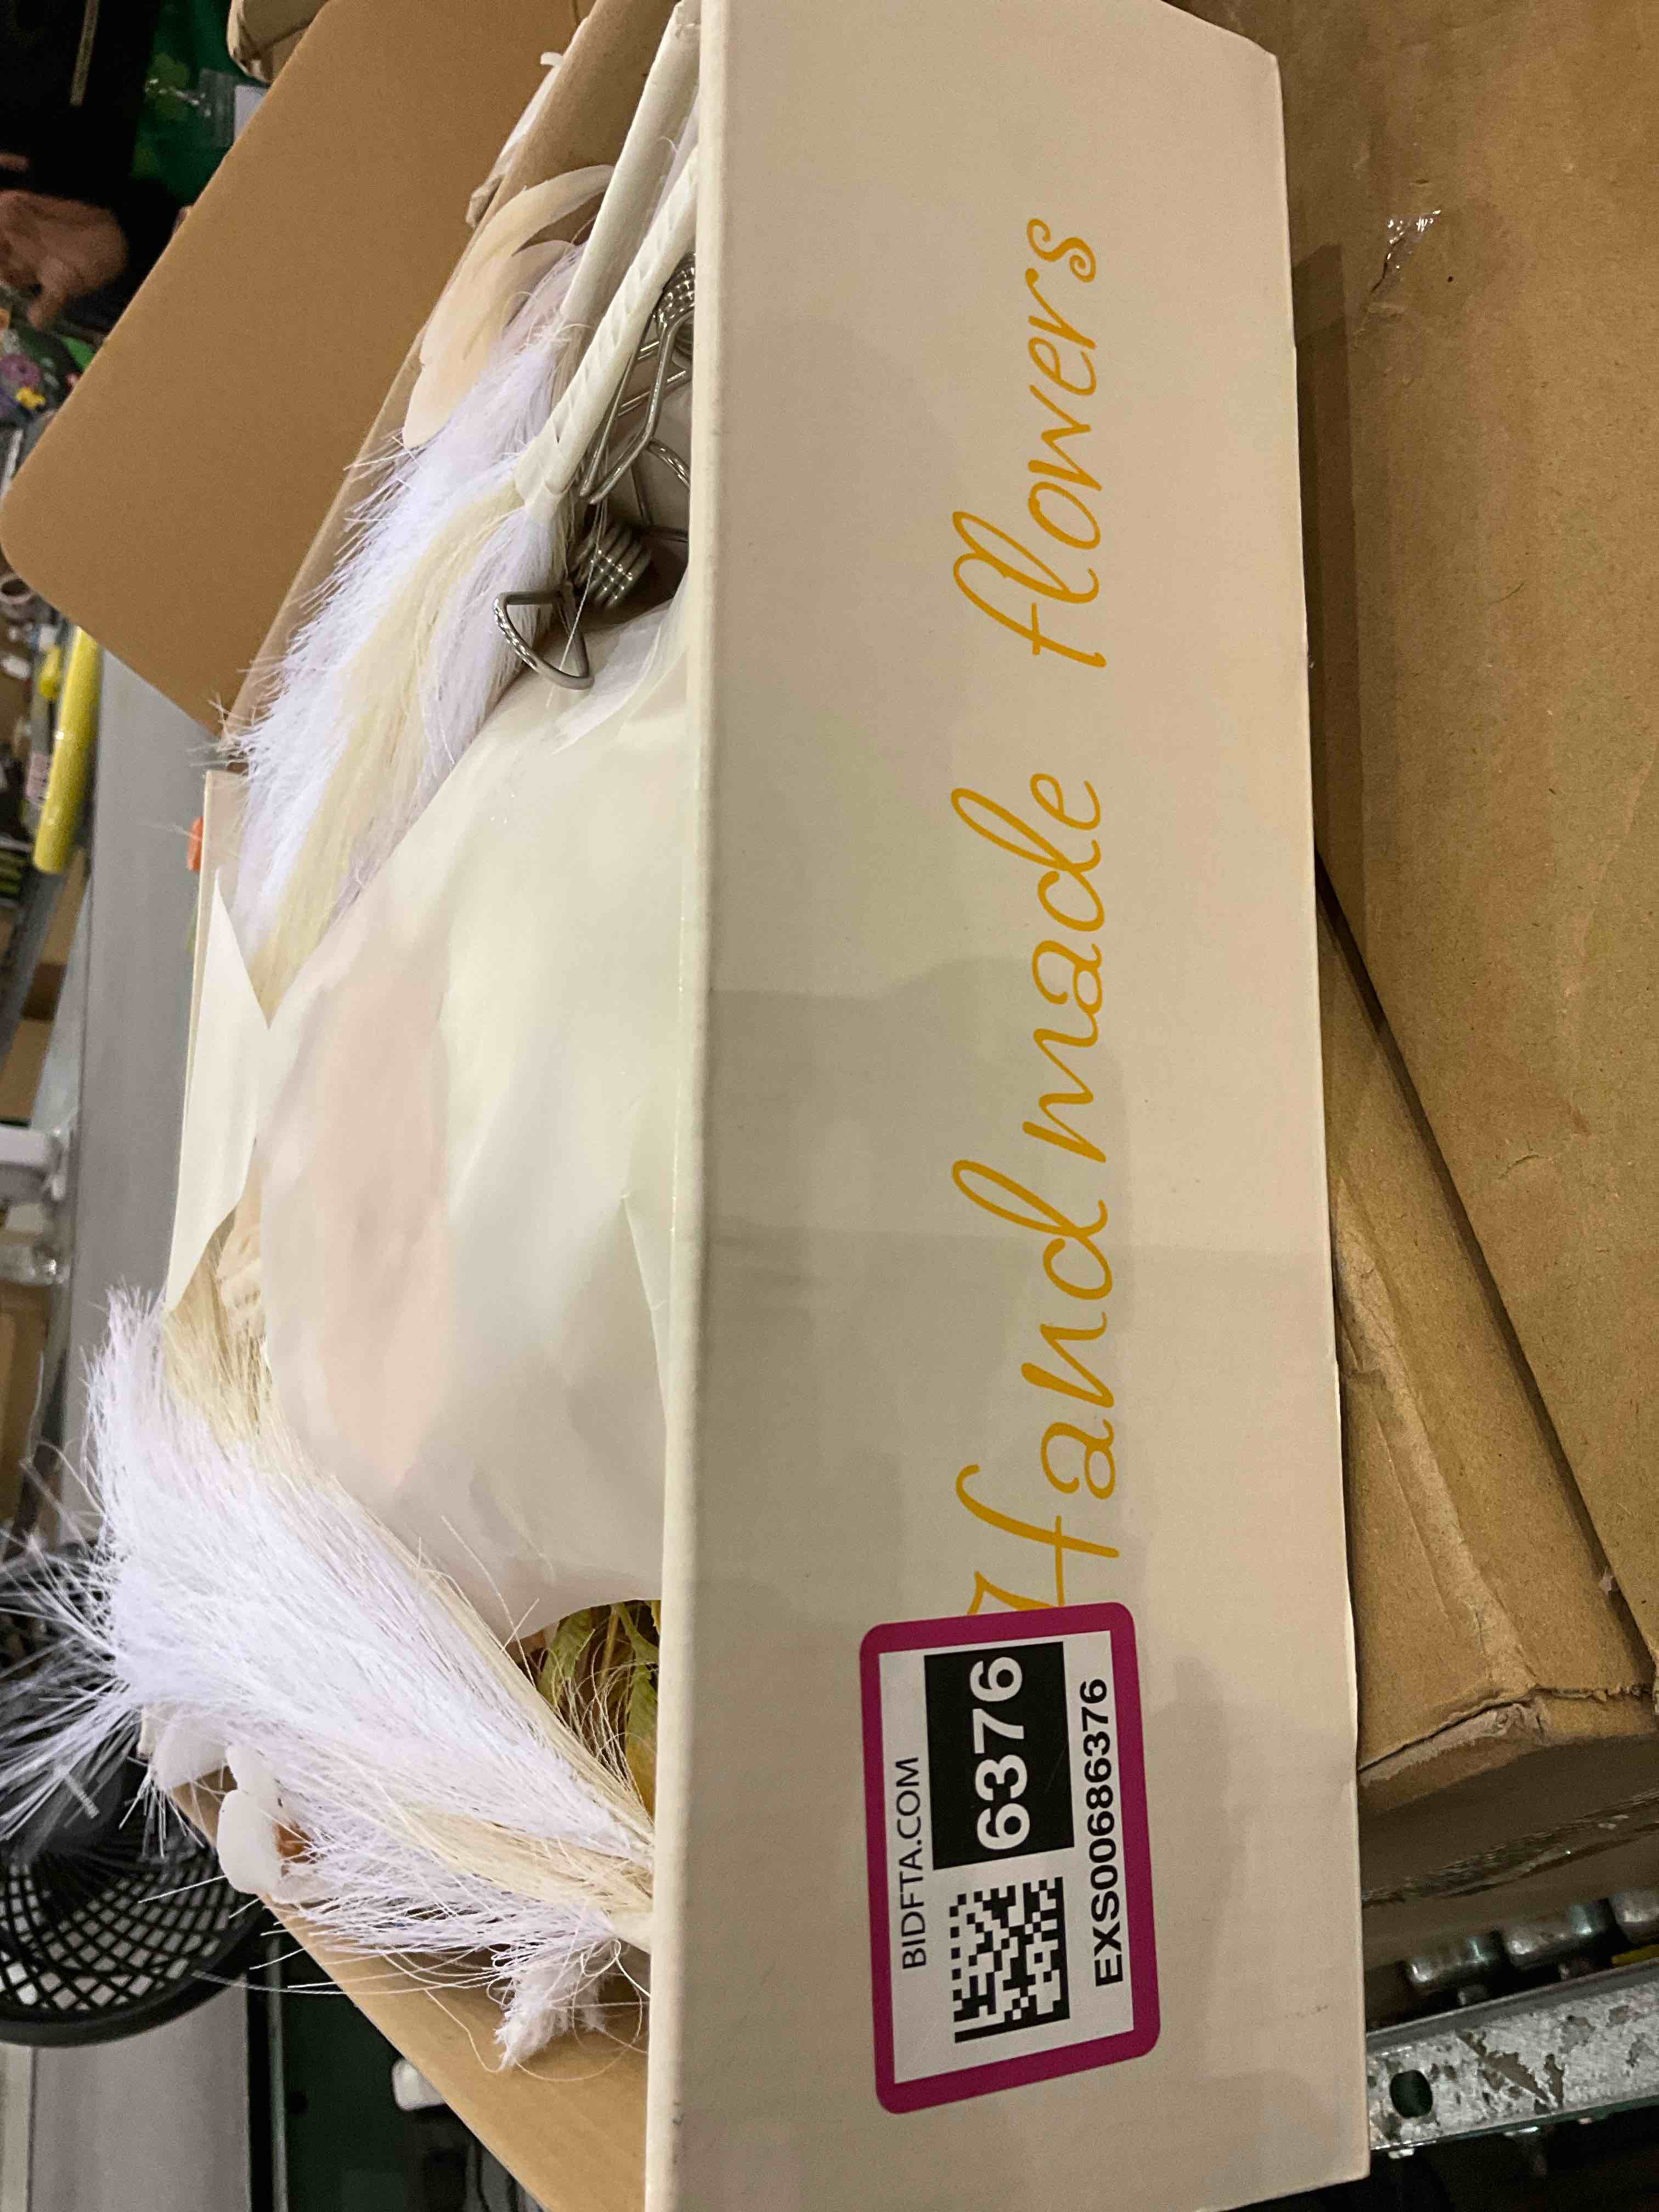 Handmade flowers
BIDFTA.COM
6376
EXS00686376